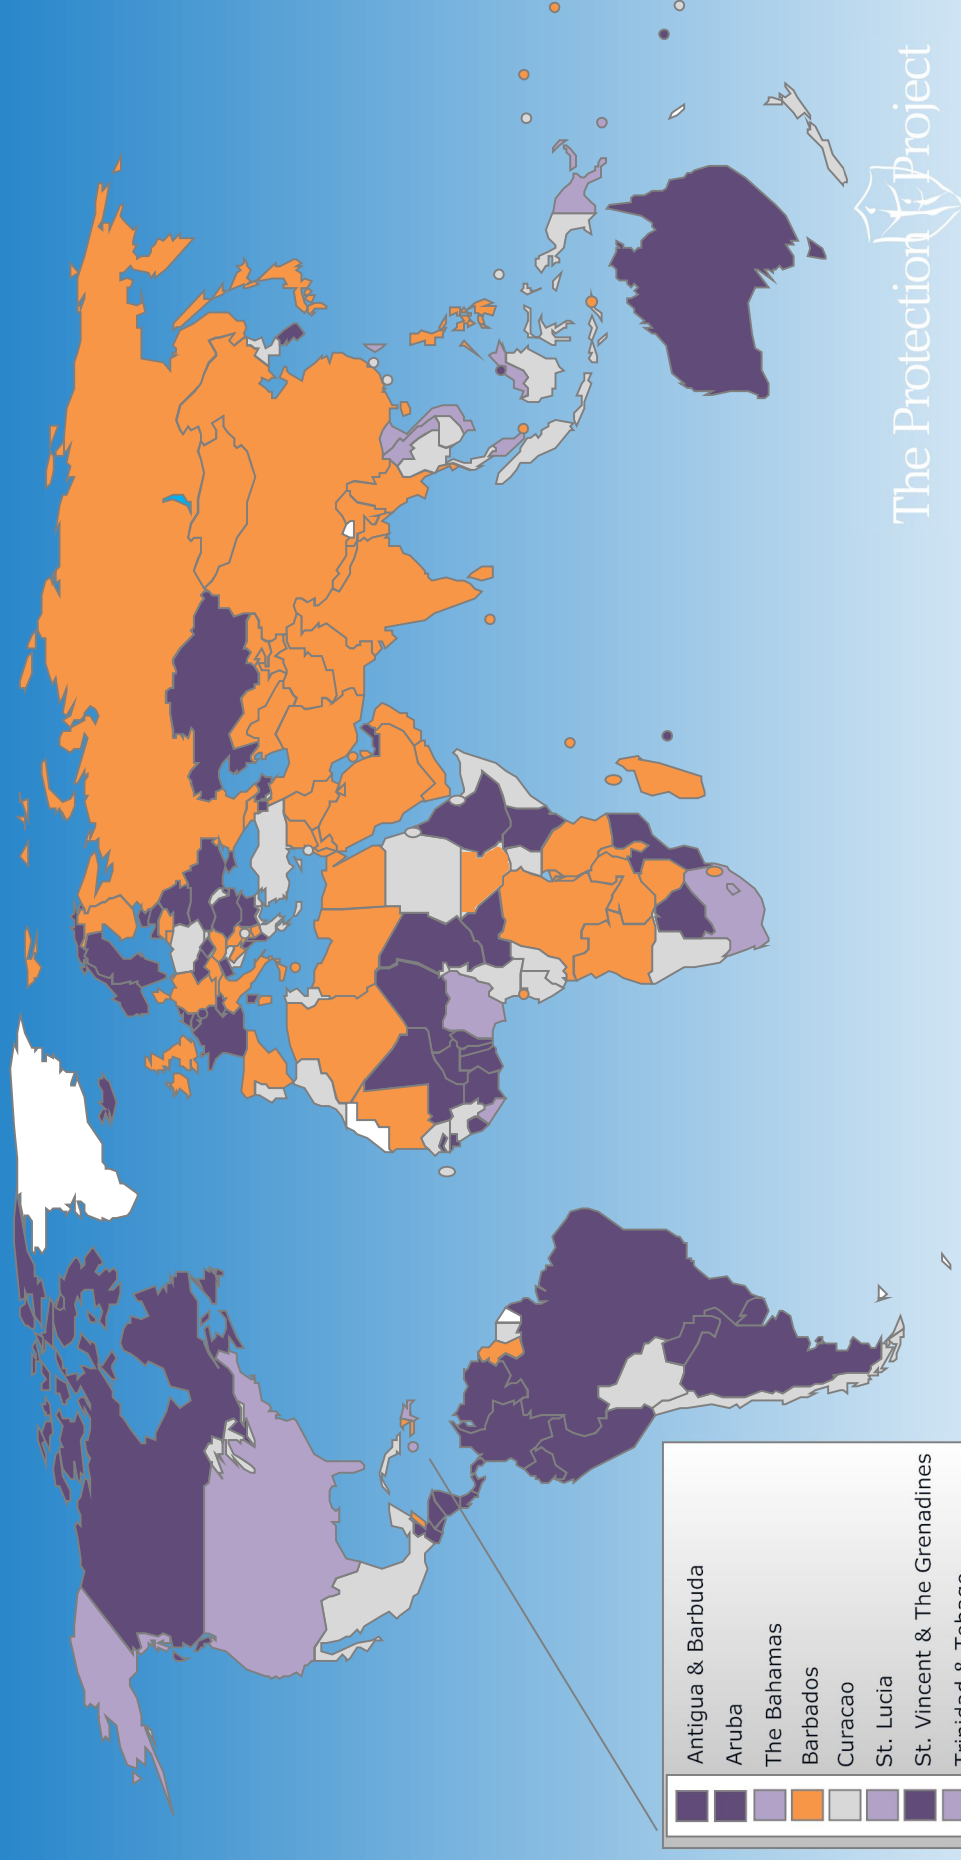 The Protection Project
Antigua & Barbuda
Aruba
The Bahamas
Barbados
Curacao
St. Lucia
St. Vincent & The Grenadines